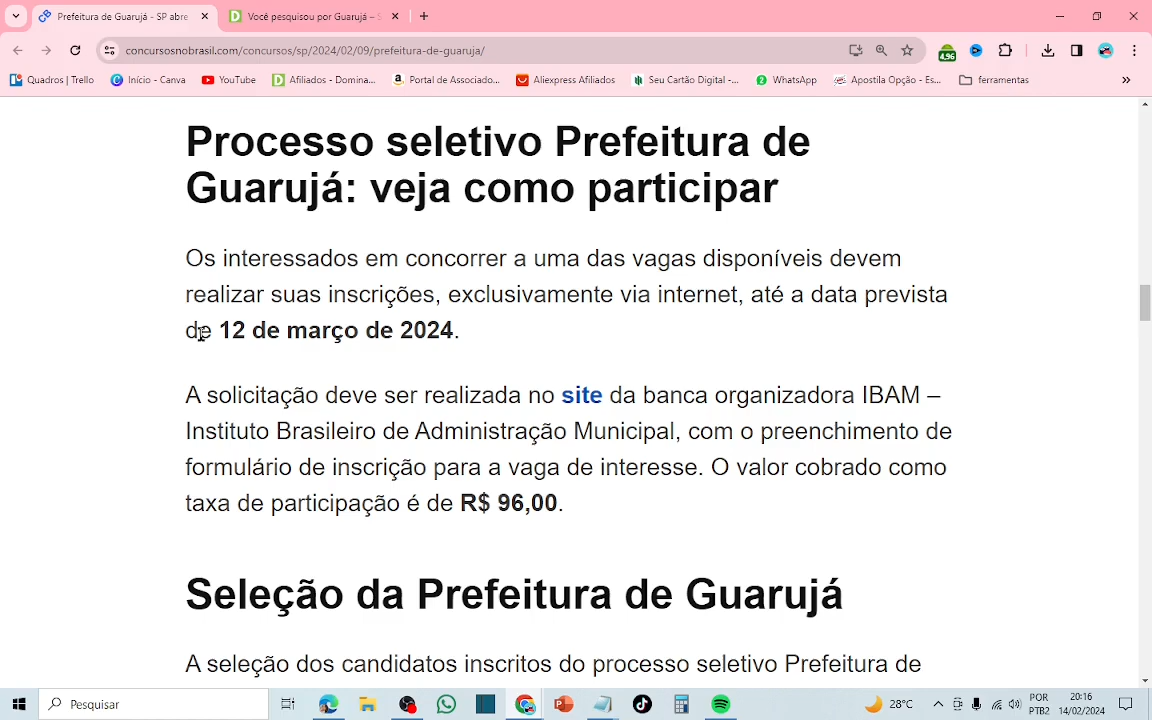 Prefeitura de Guarujá - SP abre
Você pesquisou por Guarujá –
concursosnobrasil.com/concursos/sp/2024/02/09/prefeitura-de-guaruja/
4,96
Quadros | Trello
Início - Canva
YouTube
Afiliados - Domina...
Portal de Associado...
Aliexpress Afiliados
Seu Cartão Digital -...
WhatsApp
Apostila Opção - Es...
ferramentas
Processo seletivo Prefeitura de
Guarujá: veja como participar
Os interessados em concorrer a uma das vagas disponíveis devem
realizar suas inscrições, exclusivamente via internet, até a data prevista
de 12 de março de 2024.
A solicitação deve ser realizada no site da banca organizadora IBAM –
Instituto Brasileiro de Administração Municipal, com o preenchimento de
formulário de inscrição para a vaga de interesse. O valor cobrado como
taxa de participação é de R$ 96,00.
Seleção da Prefeitura de Guarujá
A seleção dos candidatos inscritos do processo seletivo Prefeitura de
Pesquisar
28°C
POR
PTB2
20:16
14/02/2024